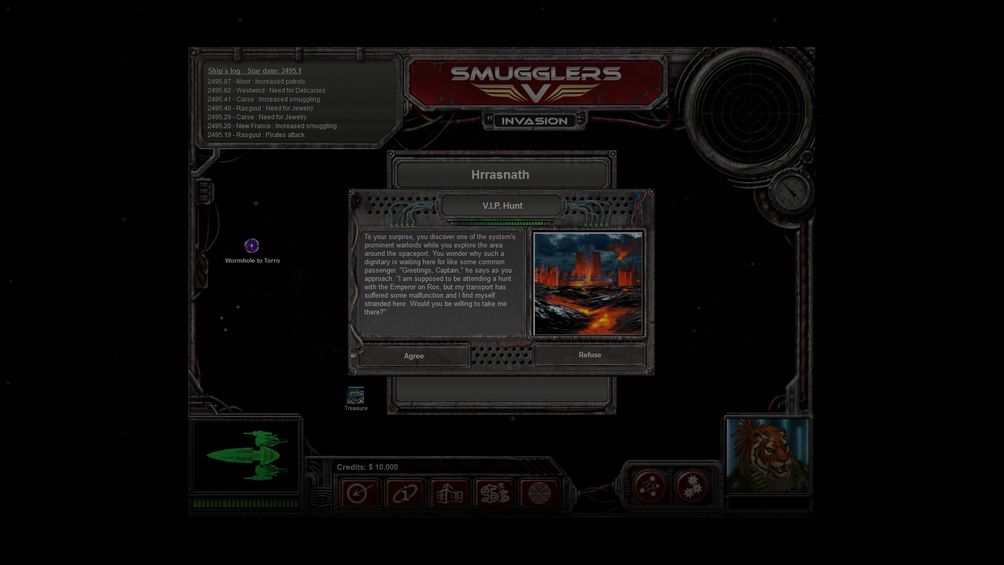 Ship's log - Star date: 2495.1
2495.87 - Moor : Increased patrols
2495.82 - Westwind : Need for Delicacies
2495.41 - Carse : Increased smuggling
2495.40 - Rasguul : Need for Jewelry
2495.29 - Carse : Need for Jewelry
2495.20 - New France : Increased smuggling
2495.19 - Rasguul : Pirates attack
SMUGGLERS
V
INVASION
Hrrasnath
V.I.P. Hunt
To your surprise, you discover one of the system's
prominent warlords while you explore the area
around the spaceport. You wonder why such a
dignitary is waiting here for like some common
passenger. "Greetings, Captain," he says as you
approach. "I am supposed to be attending a hunt
with the Emperor on Ros, but my transport has
suffered some malfunction and I find myself
stranded here. Would you be willing to take me
there?"
Agree
Refuse
Wormhole to Torro
Treasure
Credits: $ 10,000